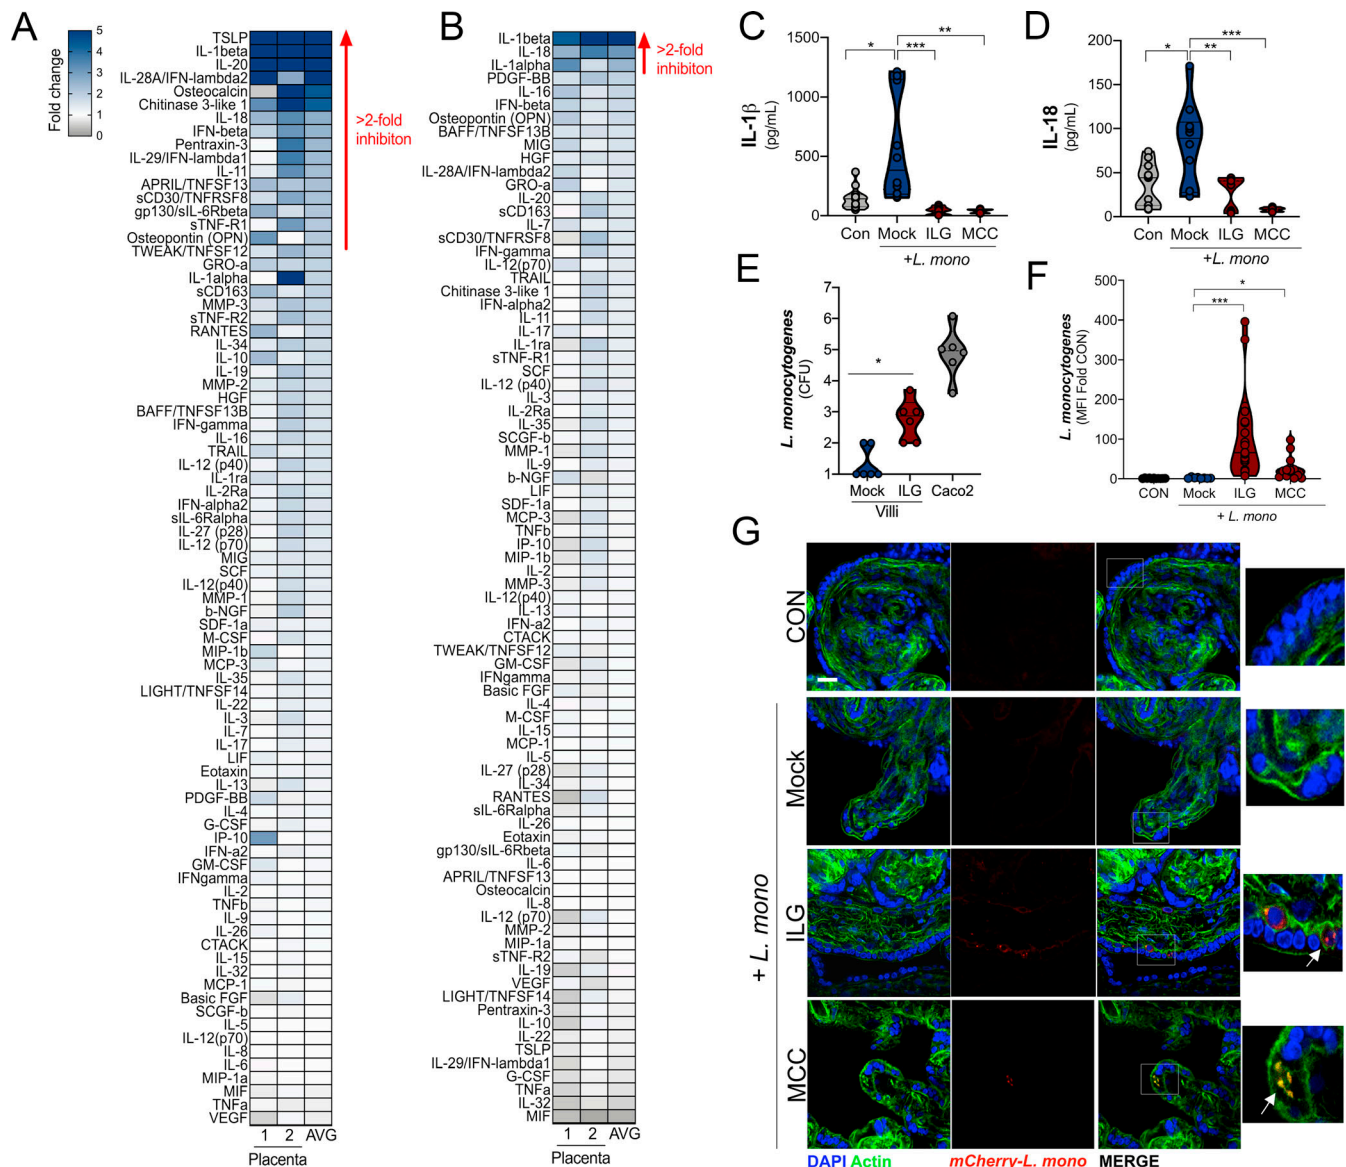 A
Fold change
5
4
3
2
1
0
TSLP
IL-1beta
IL-20
IL-28A/IFN-lambda2
Osteocalcin
Chitinase 3-like 1
IL-18
IFN-beta
Pentraxin-3
IL-29/IFN-lambda1
IL-11
APRIL/TNFSF13
sCD30/TNFRSF8
gp130/sIL-6Rbeta
sTNF-R1
Osteopontin (OPN)
TWEAK/TNFSF12
GRO-a
IL-1alpha
sCD163
MMP-3
sTNF-R2
RANTES
IL-34
IL-10
IL-19
MMP-2
HGF
BAFF/TNFSF13B
IFN-gamma
IL-16
TRAIL
IL-12 (p40)
IL-1ra
IL-2Ra
IFN-alpha2
sIL-6Ralpha
IL-27 (p28)
IL-12 (p70)
MIG
SCF
IL-12(p40)
MMP-1
b-NGF
SDF-1a
M-CSF
MIP-1b
MCP-3
IL-35
LIGHT/TNFSF14
IL-22
IL-3
IL-7
IL-17
LIF
Eotaxin
IL-13
PDGF-BB
IL-4
G-CSF
IP-10
IFN-a2
GM-CSF
IFNgamma
IL-2
TNFb
IL-9
IL-26
CTACK
IL-15
IL-32
MCP-1
Basic FGF
SCGF-b
IL-5
IL-12(p70)
IL-8
IL-6
MIP-1a
MIF
TNFa
VEGF
>2-fold
inhibiton
1 2 AVG
Placenta
B
IL-1beta
IL-18
IL-1alpha
PDGF-BB
IL-16
IFN-beta
Osteopontin (OPN)
BAFF/TNFSF13B
MIG
HGF
IL-28A/IFN-lambda2
GRO-a
IL-20
sCD163
IL-7
sCD30/TNFRSF8
IFN-gamma
IL-12(p70)
TRAIL
Chitinase 3-like 1
IFN-alpha2
IL-11
IL-17
IL-1ra
sTNF-R1
SCF
IL-12 (p40)
IL-3
IL-2Ra
IL-35
SCGF-b
MMP-1
IL-9
b-NGF
LIF
SDF-1a
MCP-3
TNFb
IP-10
MIP-1b
IL-2
MMP-3
IL-12(p40)
IL-13
IFN-a2
CTACK
TWEAK/TNFSF12
GM-CSF
IFNgamma
Basic FGF
IL-4
M-CSF
IL-15
MCP-1
IL-5
IL-27 (p28)
IL-34
RANTES
sIL-6Ralpha
IL-26
Eotaxin
gp130/sIL-6Rbeta
IL-6
APRIL/TNFSF13
Osteocalcin
IL-8
IL-12 (p70)
MMP-2
MIP-1a
sTNF-R2
IL-19
VEGF
LIGHT/TNFSF14
Pentraxin-3
IL-10
IL-22
TSLP
IL-29/IFN-lambda1
G-CSF
TNFa
IL-32
MIF
>2-fold
inhibiton
1 2 AVG
Placenta
C
IL-1β
(pg/mL)
1500
1000
500
0
* *** **
Con Mock ILG MCC
+L. mono
D
IL-18
(pg/mL)
200
150
100
50
0
* ** ***
Con Mock ILG MCC
+L. mono
E
L. monocytogenes
(CFU)
7
6
5
4
3
2
1
*
Mock ILG Caco2
Villi
F
L. monocytogenes
(MFI Fold CON)
500
400
300
200
100
0
*** *
CON Mock ILG MCC
+ L. mono
G
CON
Mock
ILG
MCC
+ L. mono
DAPI Actin mCherry-L. mono MERGE